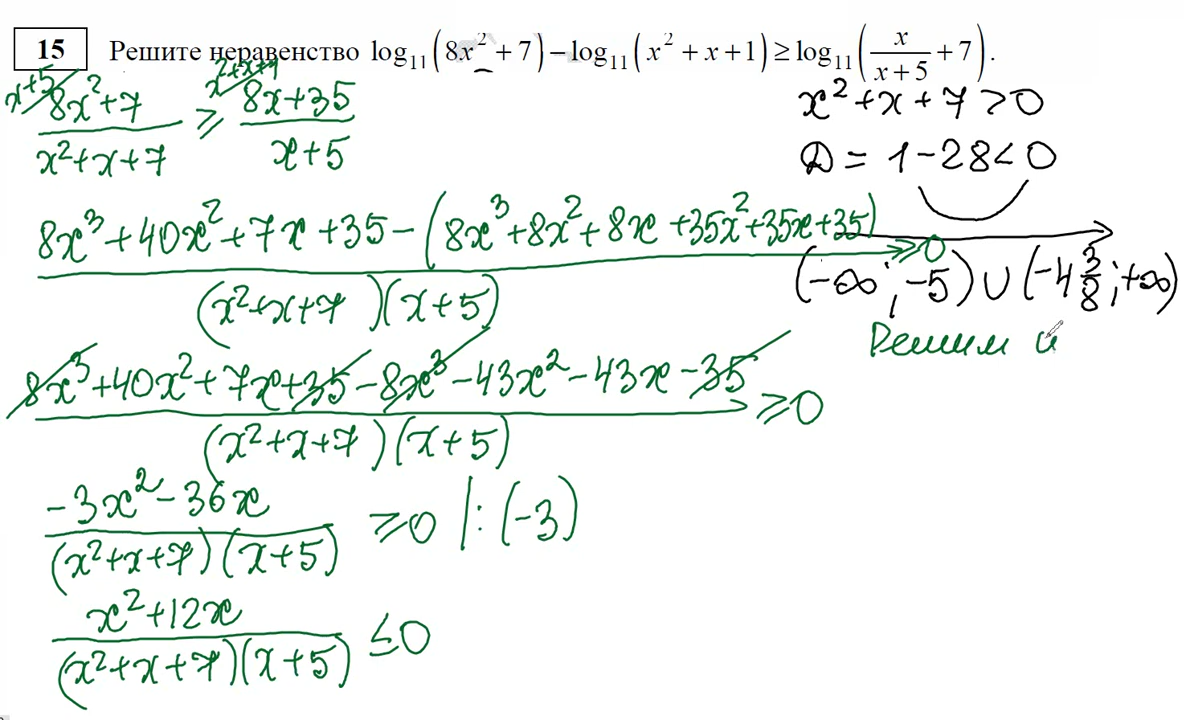 15 Решите неравенство log₁₁(8x² + 7) − log₁₁(x² + x + 1) ≥ log₁₁(x/(x + 5) + 7).
x+5 x²+x+7
(8x²+7)/(x²+x+7) ≥ (8x+35)/(x+5)
x² + x + 7 > 0
D = 1 − 28 < 0
(8x³ + 40x² + 7x + 35 − (8x³ + 8x² + 8x + 35x² + 35x + 35))/((x² + x + 7)(x + 5)) ≥ 0
(−∞; −5) ∪ (−4 3/8; +∞)
Решим и
(8x³ + 40x² + 7x + 35 − 8x³ − 43x² − 43x − 35)/((x² + x + 7)(x + 5)) ≥ 0
(−3x² − 36x)/((x² + x + 7)(x + 5)) ≥ 0 | : (−3)
(x² + 12x)/((x² + x + 7)(x + 5)) ≤ 0